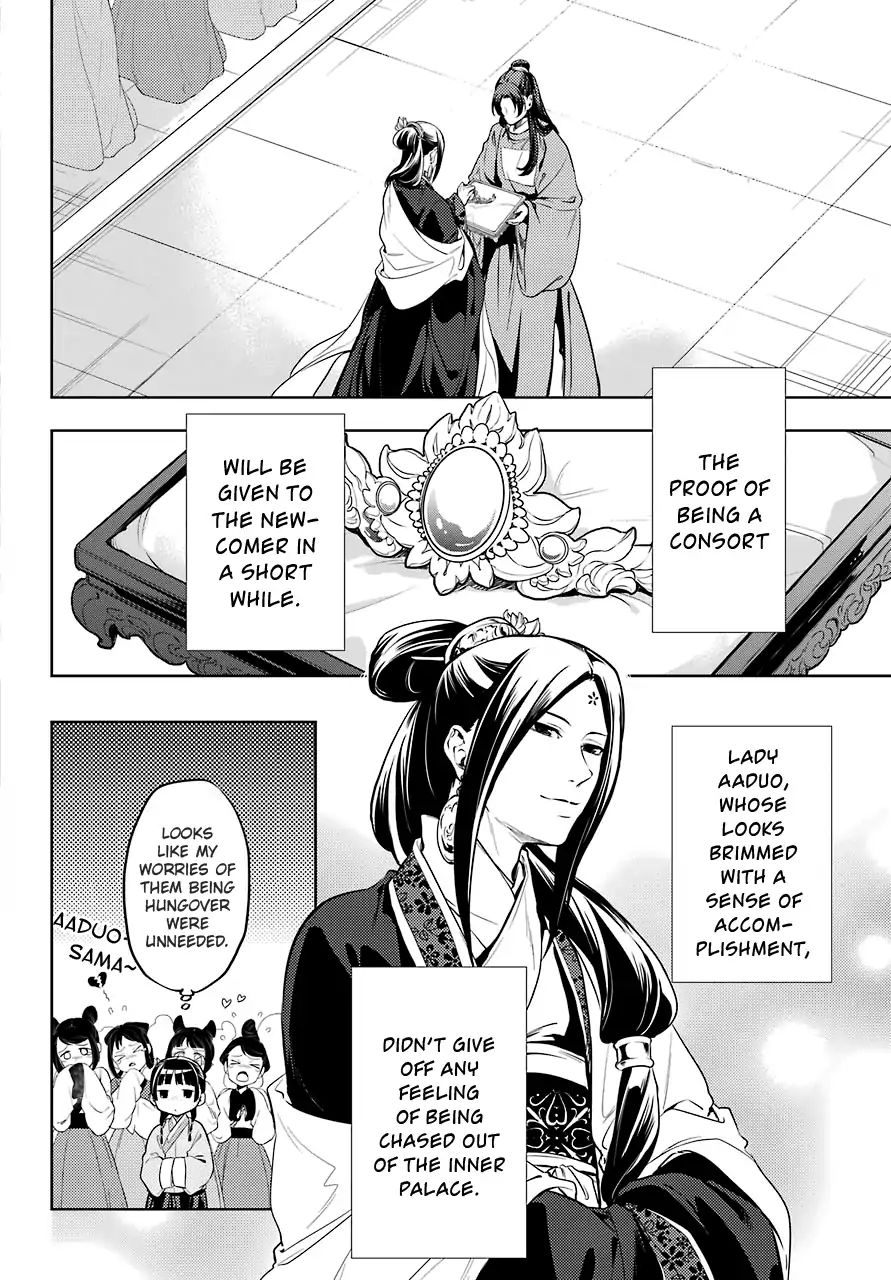 THE
PROOF OF
BEING A
CONSORT
WILL BE
GIVEN TO
THE NEW-
COMER IN
A SHORT
WHILE.
LADY
AADUO,
WHOSE
LOOKS
BRIMMED
WITH A
SENSE OF
ACCOM-
PLISHMENT,
DIDN'T GIVE
OFF ANY
FEELING
OF BEING
CHASED OUT
OF THE INNER
PALACE.
LOOKS
LIKE MY
WORRIES OF
THEM BEING
HUNGOVER
WERE
UNNEEDED.
AADUO-
SAMA~